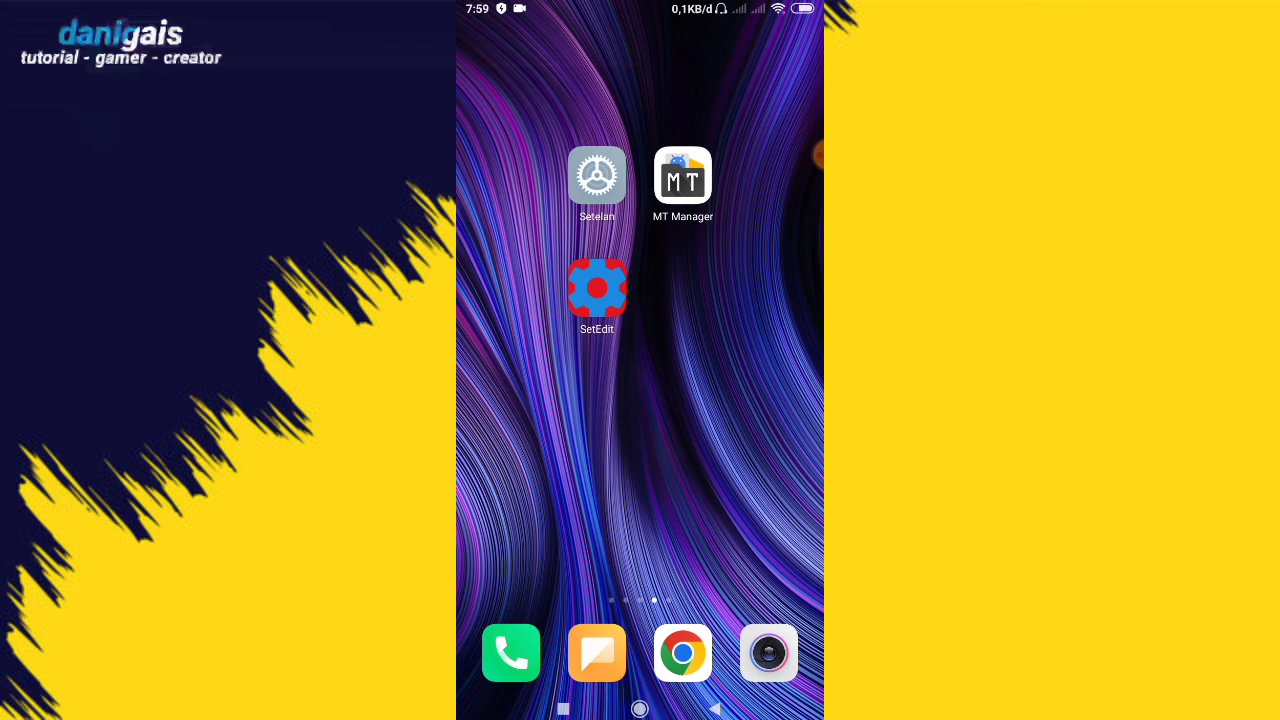 danigais
tutorial - gamer - creator
7:59
0,1KB/d
Setelan
MT
MT Manager
SetEdit